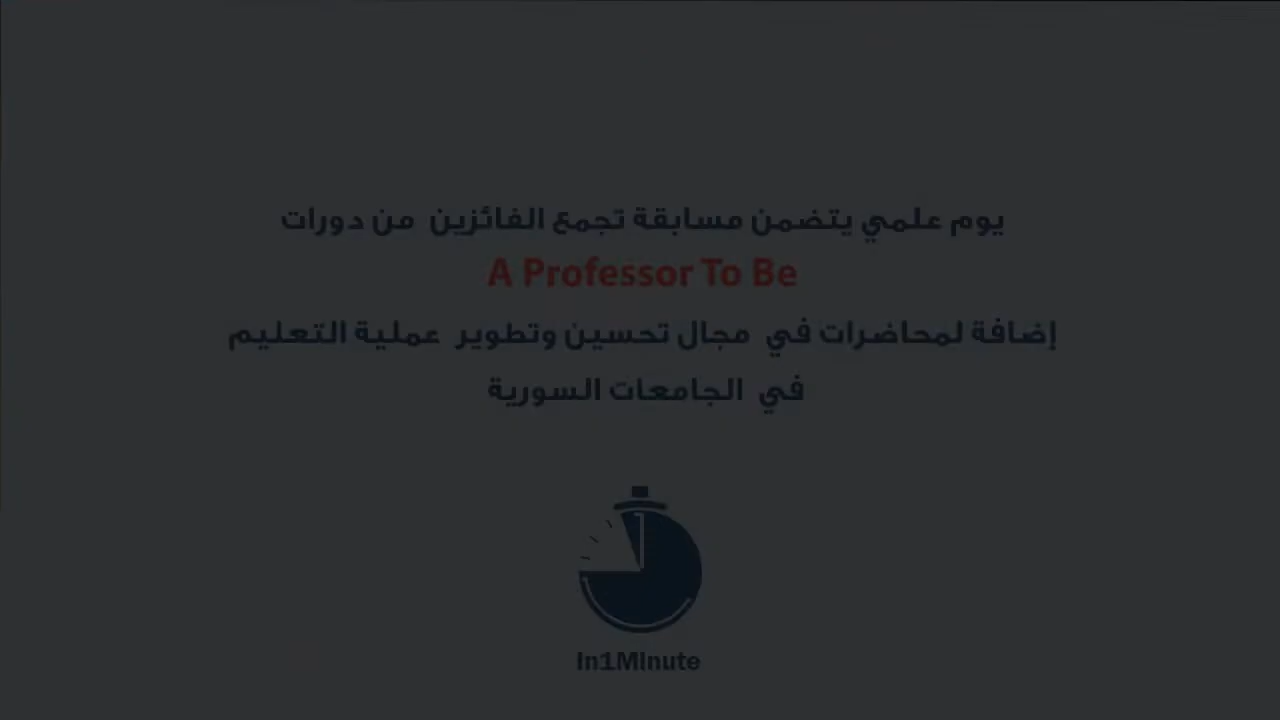 يوم علمي يتضمن مسابقة تجمع الفائزين من دورات
A Professor To Be
إضافة لمحاضرات في مجال تحسين وتطوير عملية التعليم
في الجامعات السورية
In1Minute